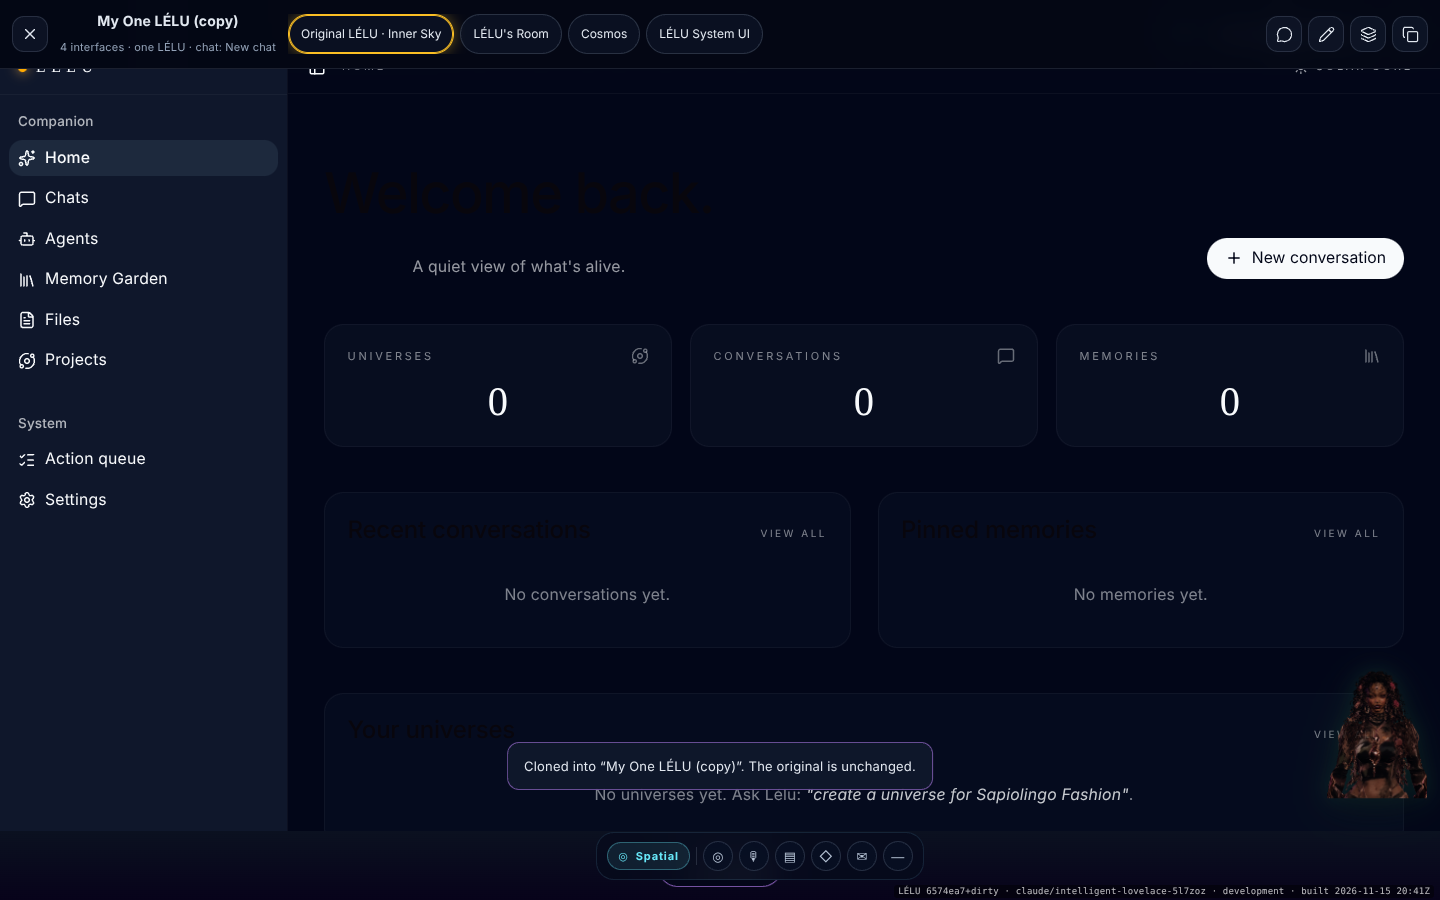 My One LÉLU (copy)
4 interfaces · one LÉLU · chat: New chat
Original LÉLU · Inner Sky
LÉLU's Room
Cosmos
LÉLU System UI
Companion
Home
Chats
Agents
Memory Garden
Files
Projects
System
Action queue
Settings
Welcome back.
A quiet view of what's alive.
New conversation
UNIVERSES
0
CONVERSATIONS
0
MEMORIES
0
Recent conversations
VIEW ALL
No conversations yet.
Pinned memories
VIEW ALL
No memories yet.
Your universes
Cloned into “My One LÉLU (copy)”. The original is unchanged.
No universes yet. Ask Lélu: "create a universe for Sapiolingo Fashion".
Spatial
LÉLU 6574ea7+dirty · claude/intelligent-lovelace-5l7zoz · development · built 2026-11-15 20:41Z